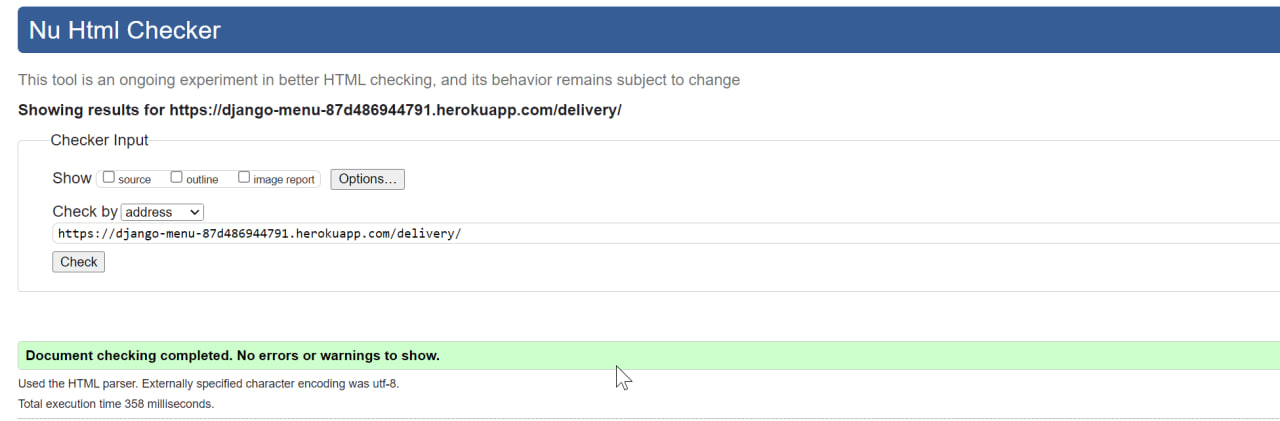 Nu Html Checker
This tool is an ongoing experiment in better HTML checking, and its behavior remains subject to change
Showing results for https://django-menu-87d486944791.herokuapp.com/delivery/
Checker Input
Show source outline image report Options...
Check by address
https://django-menu-87d486944791.herokuapp.com/delivery/
Check
Document checking completed. No errors or warnings to show.
Used the HTML parser. Externally specified character encoding was utf-8.
Total execution time 358 milliseconds.